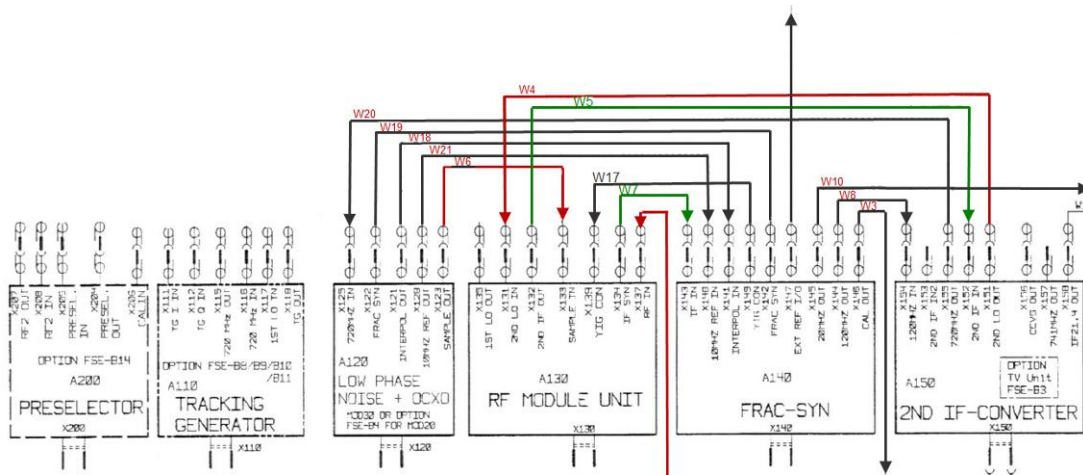 W4
W5
W20
W19
W18
W21
W6
W17
W7
W10
W8
W3
W
X207
RF2 OUT
X208
RF2 IN
X203
PRESEL.
IN
X204
PRESEL.
OUT
X205
CAL IN
OPTION FSE-B14
A200
PRESELECTOR
X200
X111
TG I IN
X112
TG Q IN
X115
720 MHz OUT
X116
720 MHz IN
X117
1ST LO IN
X118
TG OUT
OPTION FSE-B8/B9/B10
/B11
A110
TRACKING
GENERATOR
X110
X125
720MHZ IN
X122
FRAC SYN
X121
INTERPOL OUT
X128
10MHZ REF OUT
X123
SAMPLE OUT
A120
LOW PHASE
NOISE + OCXO
MOD30 OR OPTION
FSE-B4 FOR MOD20
X120
X135
1ST LO OUT
X131
2ND LO IN
X132
2ND IF OUT
X133
SAMPLE IN
X139
YIG CON
X134
IF SYN
X137
RF IN
A130
RF MODULE UNIT
X130
X143
IF IN
X148
10MHZ REF IN
X141
INTERPOL IN
X149
YIG CON
X142
FRAC SYN
X147
EXT REF I/O
20MHZ OUT
X144
120MHZ OUT
X146
CAL OUT
A140
FRAC-SYN
X140
X154
120MHZ IN
X153
2ND IF IN2
X155
720MHZ OUT
2ND IF IN
X151
2ND LO OUT
X156
CCVS OUT
X157
741MHZ OUT
X158
IF21.4 OUT
A150
OPTION
TV Unit
FSE-B3
2ND IF-CONVERTER
X150